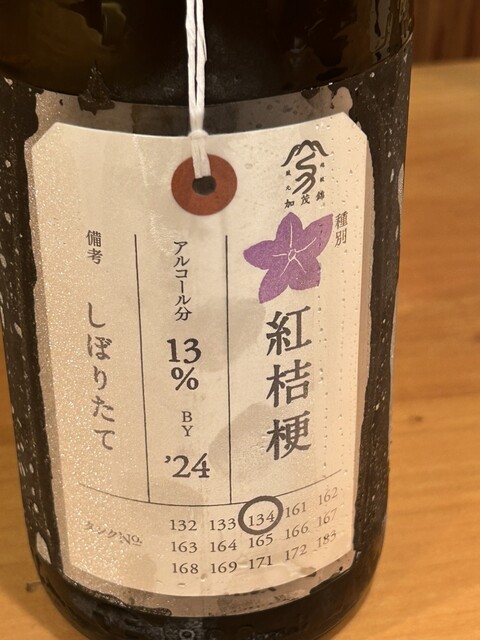 加茂錦
種別
紅桔梗
アルコール分
13
%
BY
'24
備考
しぼりたて
タンクNo.
132 133 134 161 162
163 164 165 166 167
168 169 171 172 183